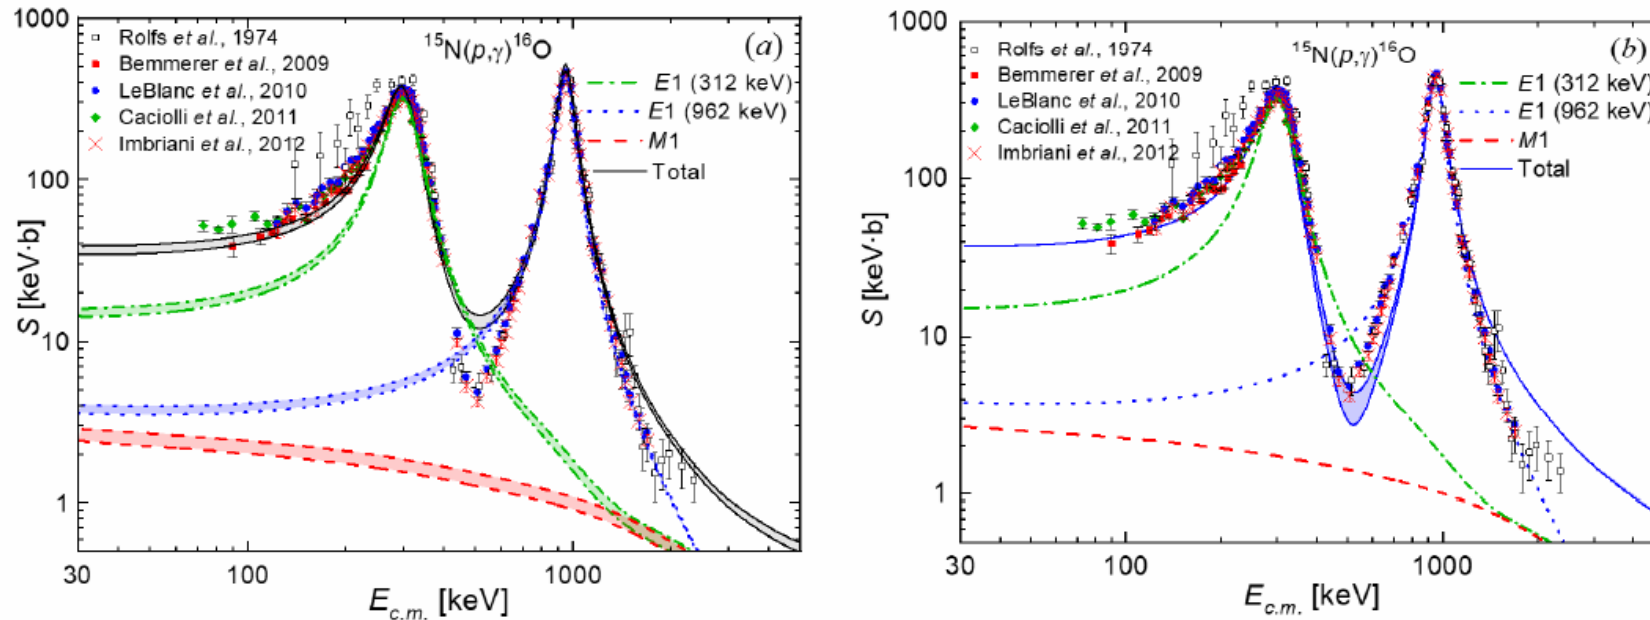 1000
100
10
1
S [keV·b]
¹⁵N(p,γ)¹⁶O
(a)
Rolfs et al., 1974
Bemmerer et al., 2009
LeBlanc et al., 2010
Caciolli et al., 2011
Imbriani et al., 2012
E1 (312 keV)
E1 (962 keV)
M1
Total
30
100
1000
E_c.m. [keV]
1000
100
10
1
S [keV·b]
¹⁵N(p,γ)¹⁶O
(b)
Rolfs et al., 1974
Bemmerer et al., 2009
LeBlanc et al., 2010
Caciolli et al., 2011
Imbriani et al., 2012
E1 (312 keV)
E1 (962 keV)
M1
Total
30
100
1000
E_c.m. [keV]